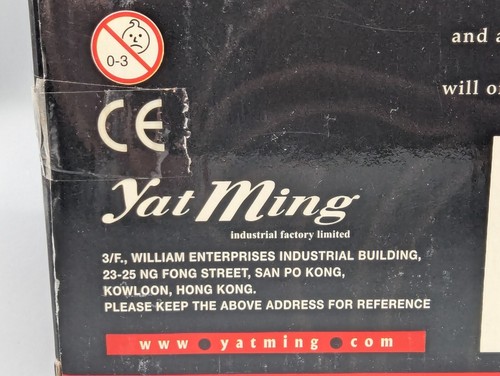 and a
will o
0-3
CE
Yat Ming
industrial factory limited
3/F., WILLIAM ENTERPRISES INDUSTRIAL BUILDING,
23-25 NG FONG STREET, SAN PO KONG,
KOWLOON, HONG KONG.
PLEASE KEEP THE ABOVE ADDRESS FOR REFERENCE
www.yatming.com